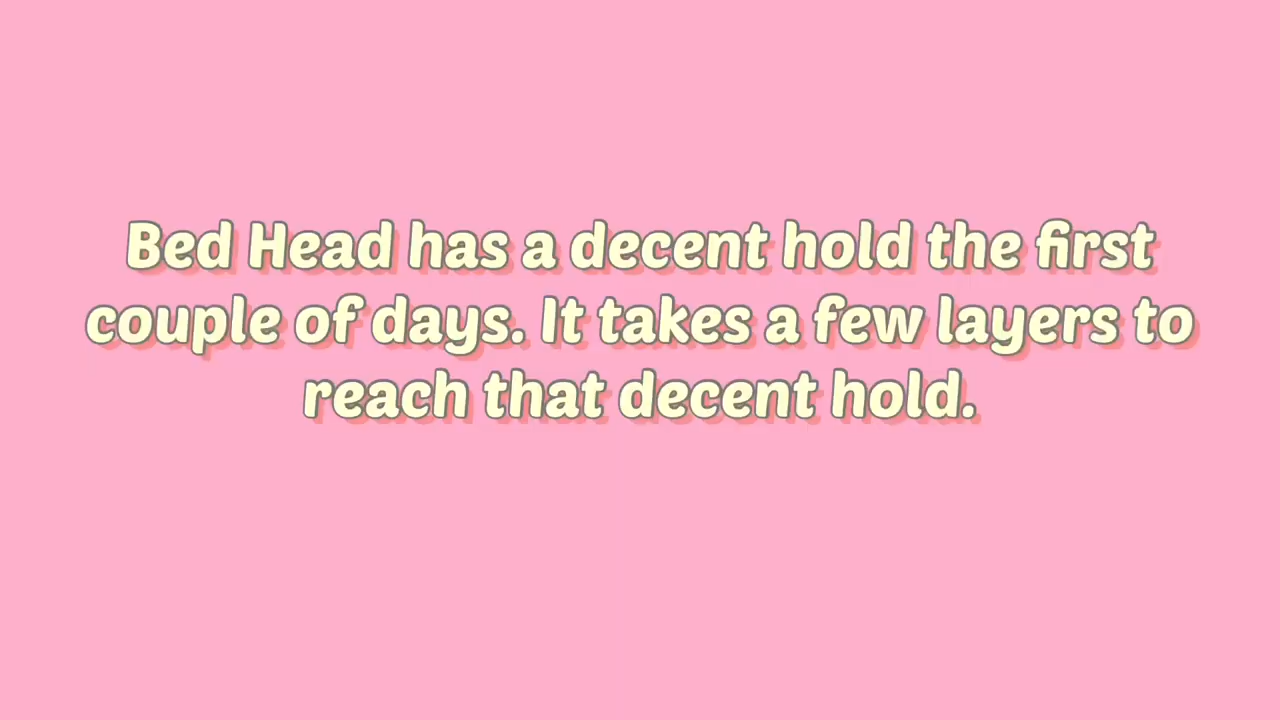 Bed Head has a decent hold the first
couple of days. It takes a few layers to
reach that decent hold.